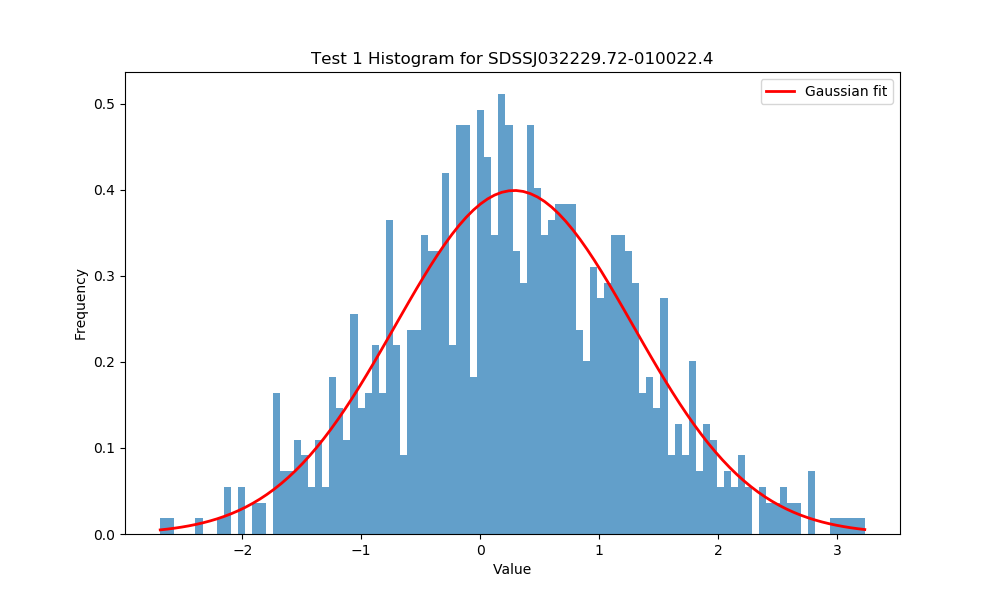 Test 1 Histogram for SDSSJ032229.72-010022.4
Gaussian fit
0.5
0.4
0.3
0.2
0.1
0.0
Frequency
−2 −1 0 1 2 3
Value